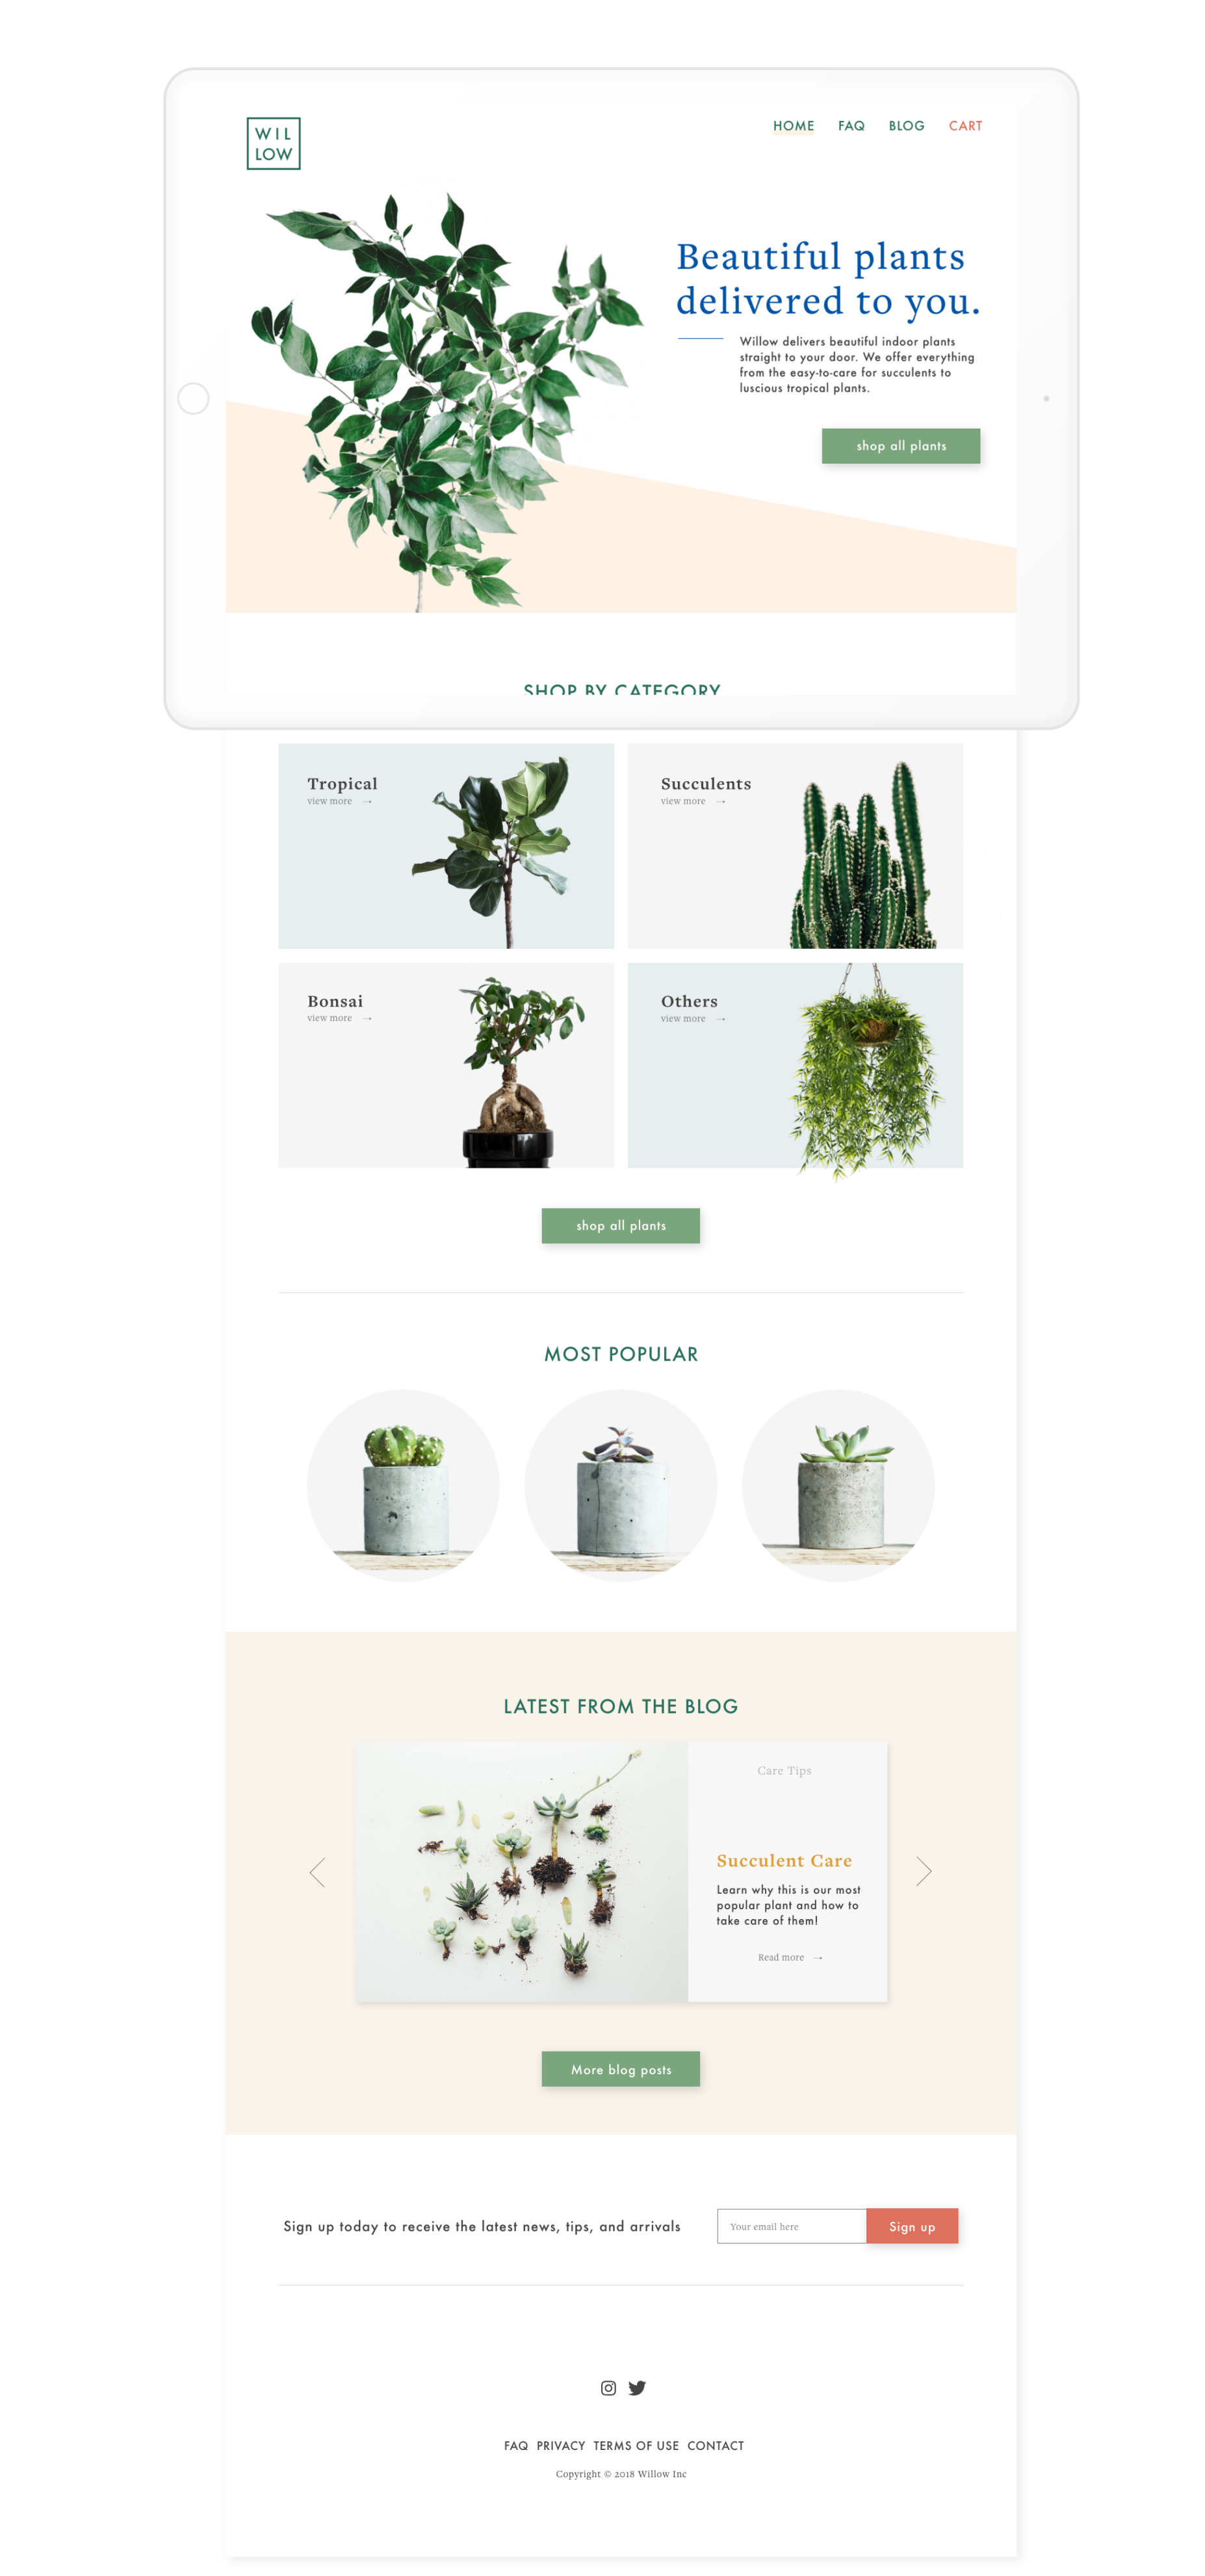 WIL
LOW
HOME FAQ BLOG CART
Beautiful plants
delivered to you.
Willow delivers beautiful indoor plants
straight to your door. We offer everything
from the easy-to-care for succulents to
luscious tropical plants.
shop all plants
SHOP BY CATEGORY
Tropical
view more →
Succulents
view more →
Bonsai
view more →
Others
view more →
shop all plants
MOST POPULAR
LATEST FROM THE BLOG
Care Tips
Succulent Care
Learn why this is our most
popular plant and how to
take care of them!
Read more →
More blog posts
Sign up today to receive the latest news, tips, and arrivals
Your email here
Sign up
FAQ PRIVACY TERMS OF USE CONTACT
Copyright © 2018 Willow Inc